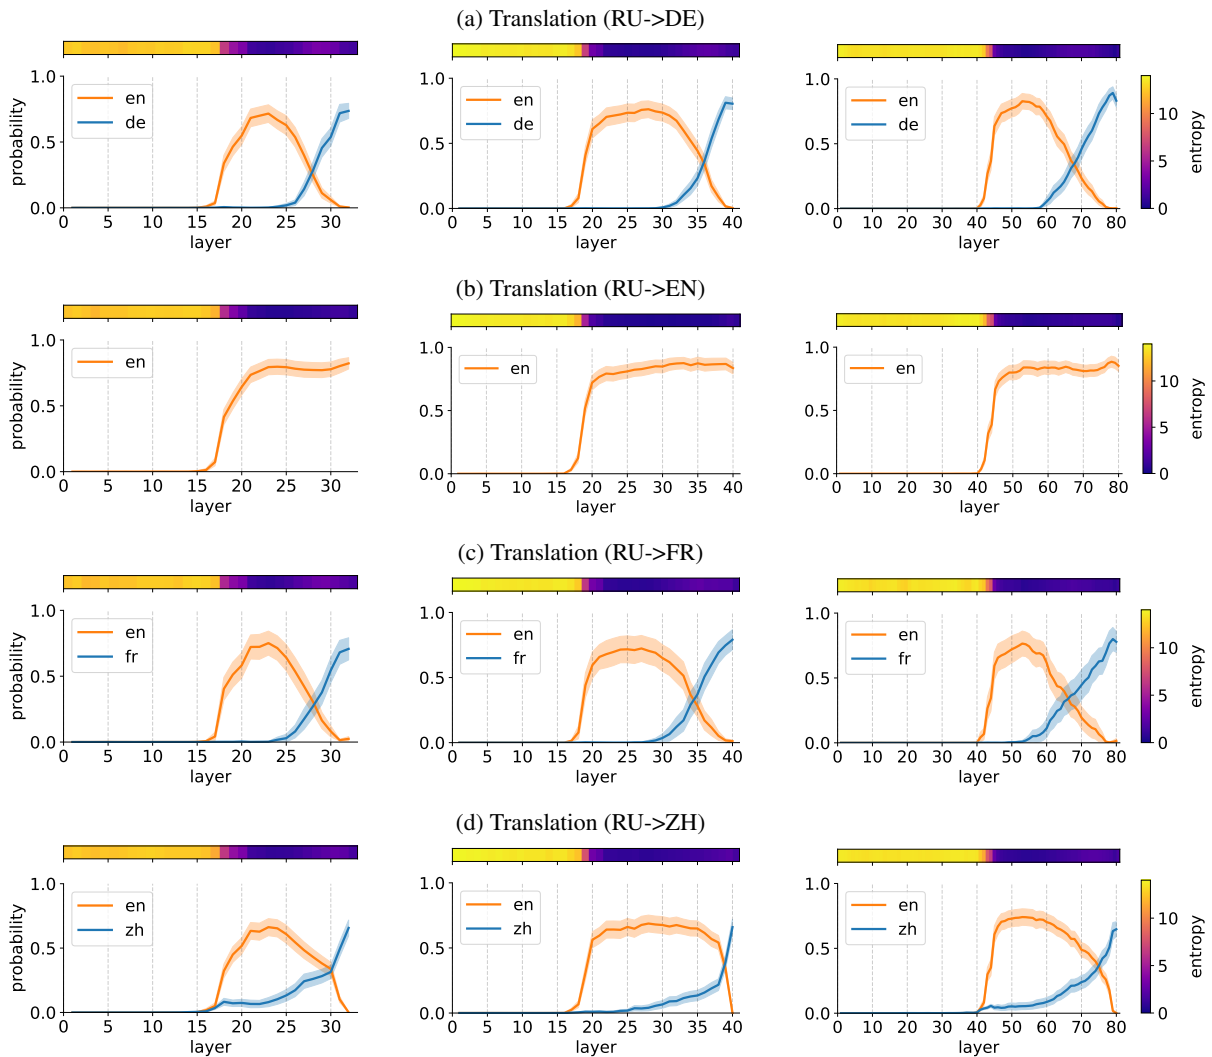 (a) Translation (RU->DE)
1.0
0.5
0.0
probability
en
de
0 5 10 15 20 25 30
layer
1.0
0.5
0.0
en
de
0 5 10 15 20 25 30 35 40
layer
1.0
0.5
0.0
en
de
0 10 20 30 40 50 60 70 80
layer
10
5
0
entropy
(b) Translation (RU->EN)
1.0
0.5
0.0
probability
en
0 5 10 15 20 25 30
layer
1.0
0.5
0.0
en
0 5 10 15 20 25 30 35 40
layer
1.0
0.5
0.0
en
0 10 20 30 40 50 60 70 80
layer
10
5
0
entropy
(c) Translation (RU->FR)
1.0
0.5
0.0
probability
en
fr
0 5 10 15 20 25 30
layer
1.0
0.5
0.0
en
fr
0 5 10 15 20 25 30 35 40
layer
1.0
0.5
0.0
en
fr
0 10 20 30 40 50 60 70 80
layer
10
5
0
entropy
(d) Translation (RU->ZH)
1.0
0.5
0.0
probability
en
zh
0 5 10 15 20 25 30
layer
1.0
0.5
0.0
en
zh
0 5 10 15 20 25 30 35 40
layer
1.0
0.5
0.0
en
zh
0 10 20 30 40 50 60 70 80
layer
10
5
0
entropy